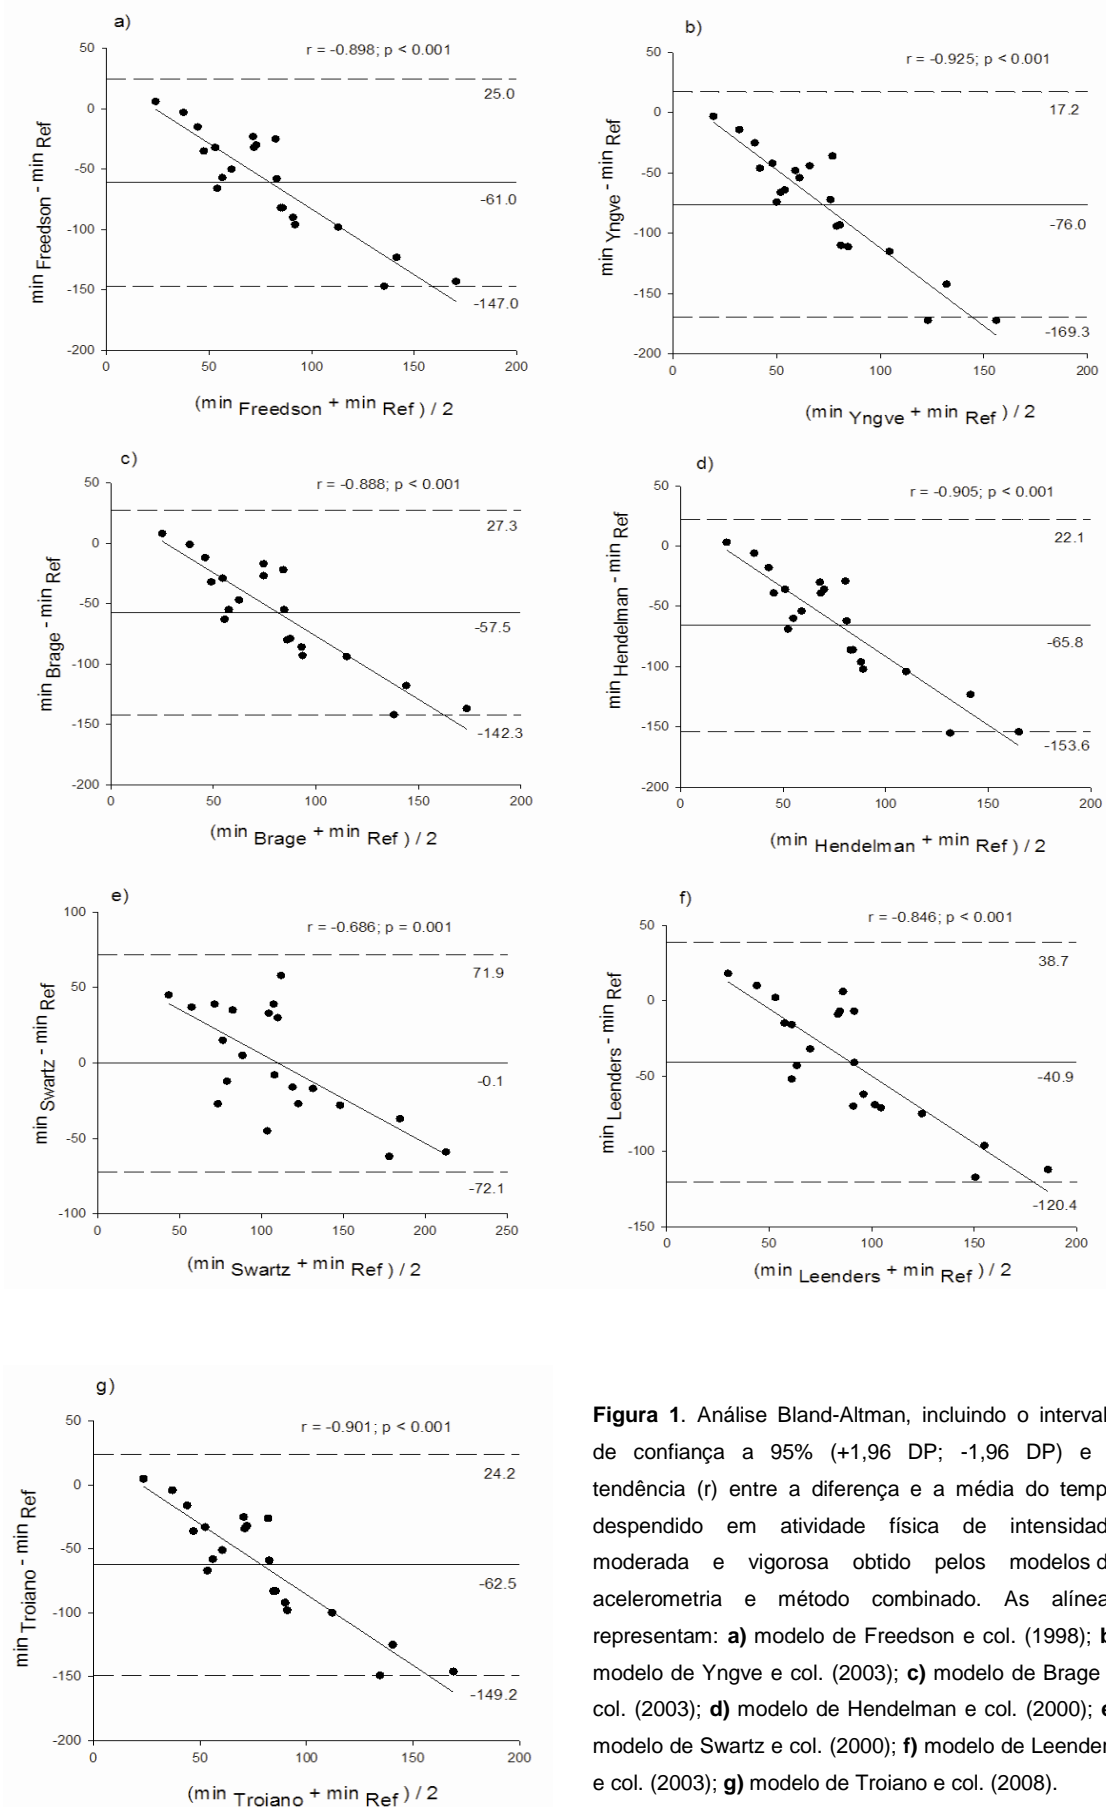 a)
r = -0.898; p < 0.001
50
25.0
0
-50
-61.0
-100
-147.0
-150
-200
0 50 100 150 200
min Freedson - min Ref
(min Freedson + min Ref ) / 2
b)
r = -0.925; p < 0.001
50
17.2
0
-50
-76.0
-100
-150
-169.3
-200
0 50 100 150 200
min Yngve - min Ref
(min Yngve + min Ref ) / 2
c)
r = -0.888; p < 0.001
50
27.3
0
-50
-57.5
-100
-142.3
-150
-200
0 50 100 150 200
min Brage - min Ref
(min Brage + min Ref ) / 2
d)
r = -0.905; p < 0.001
50
22.1
0
-50
-65.8
-100
-150
-153.6
-200
0 50 100 150 200
min Hendelman - min Ref
(min Hendelman + min Ref ) / 2
e)
r = -0.686; p = 0.001
100
71.9
50
0
-0.1
-50
-72.1
-100
0 50 100 150 200 250
min Swartz - min Ref
(min Swartz + min Ref ) / 2
f)
r = -0.846; p < 0.001
50
38.7
0
-40.9
-50
-100
-120.4
-150
0 50 100 150 200
min Leenders - min Ref
(min Leenders + min Ref ) / 2
g)
r = -0.901; p < 0.001
50
24.2
0
-50
-62.5
-100
-150
-149.2
-200
0 50 100 150 200
min Troiano - min Ref
(min Troiano + min Ref ) / 2
Figura 1. Análise Bland-Altman, incluindo o interval
de confiança a 95% (+1,96 DP; -1,96 DP) e
tendência (r) entre a diferença e a média do temp
despendido em atividade física de intensidad
moderada e vigorosa obtido pelos modelos d
acelerometria e método combinado. As alínea
representam: a) modelo de Freedson e col. (1998); b
modelo de Yngve e col. (2003); c) modelo de Brage
col. (2003); d) modelo de Hendelman e col. (2000); e
modelo de Swartz e col. (2000); f) modelo de Leender
e col. (2003); g) modelo de Troiano e col. (2008).